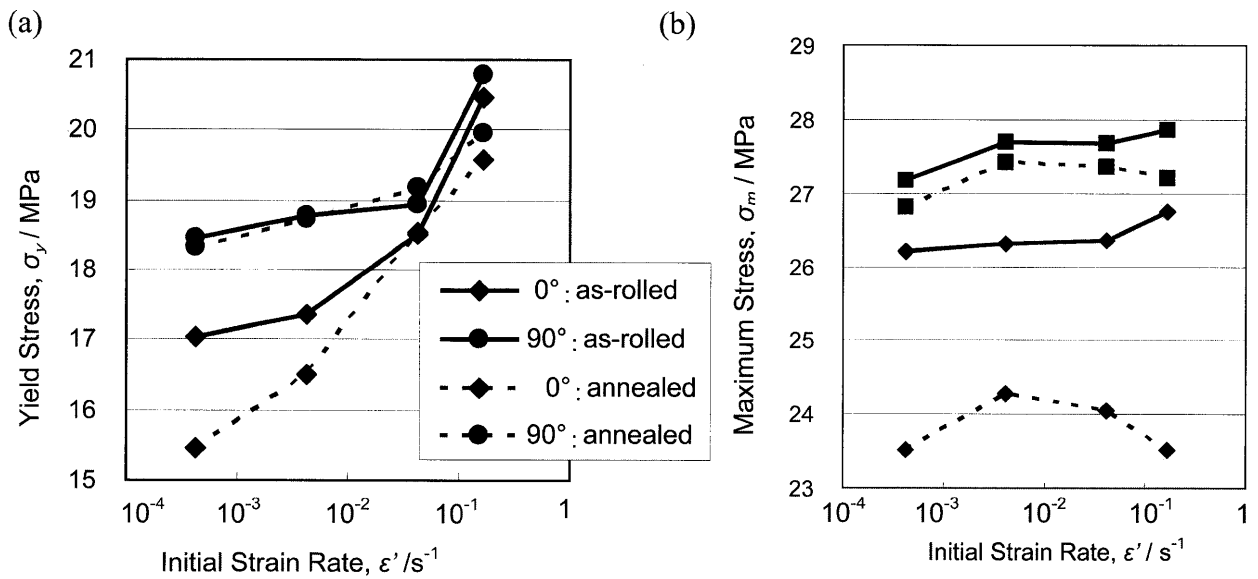 (a)
Yield Stress, σy / MPa
21
20
19
18
17
16
15
10-4
10-3
10-2
10-1
1
Initial Strain Rate, ε' /s-1
0° : as-rolled
90° : as-rolled
0° : annealed
90° : annealed
(b)
Maximum Stress, σm / MPa
29
28
27
26
25
24
23
10-4
10-3
10-2
10-1
1
Initial Strain Rate, ε' / s-1